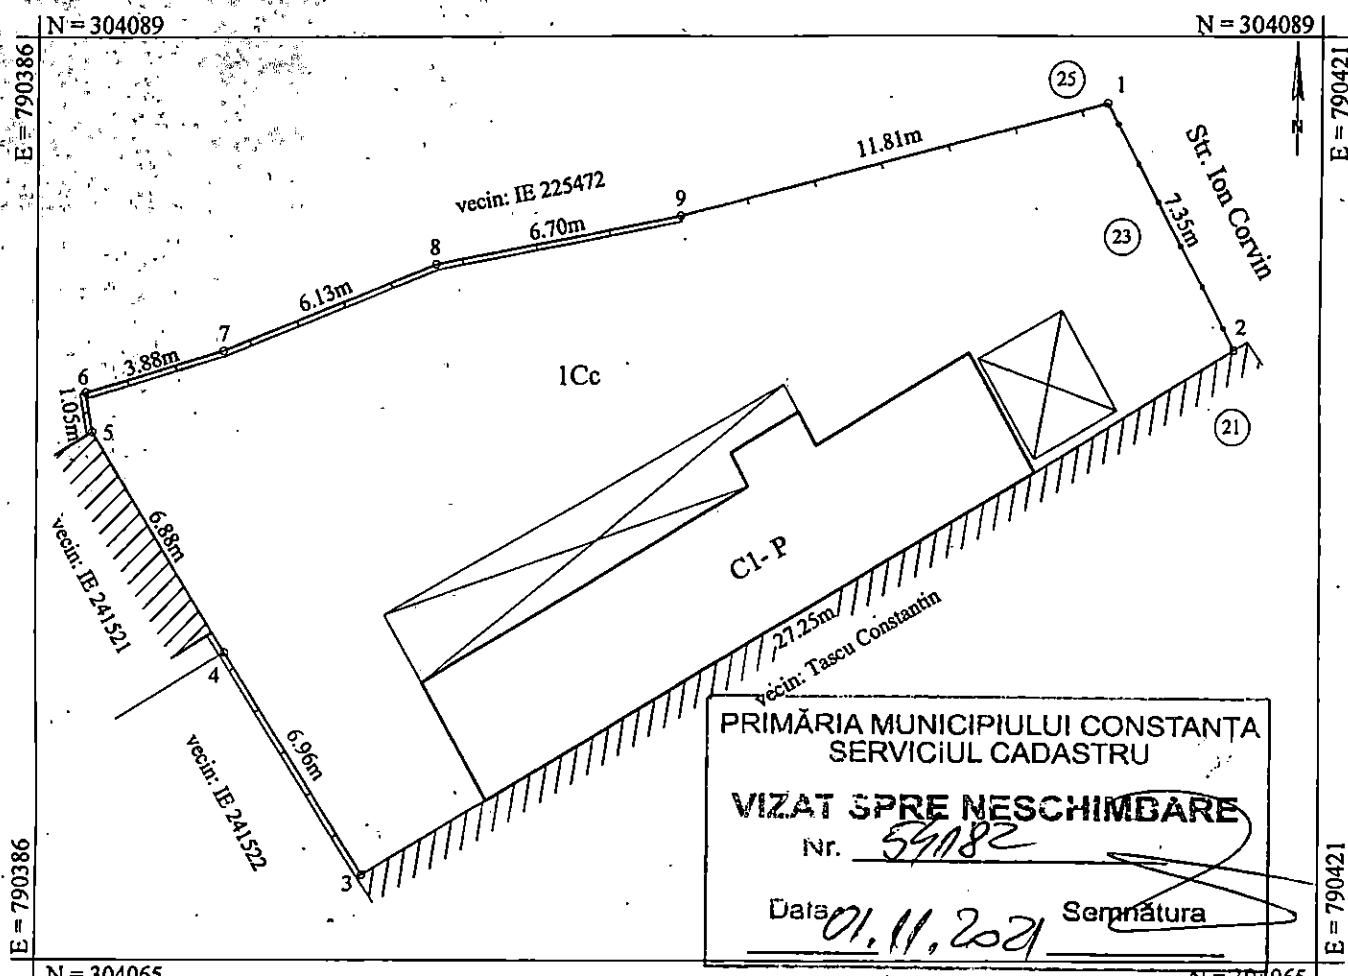 N = 304089
N = 304089
E = 790386
E = 790421
25
1
Str. Ion Corvin
11.81m
7.35m
vecin: IE 225472
9
6.70m
8
23
6.13m
7
2
3.88m
6
1.05m
5
1Cc
21
6.88m
vecin: IE 241521
C1- P
27.25m
vecin: Tascu Constantin
4
6.96m
vecin: IE 241522
3
PRIMĂRIA MUNICIPIULUI CONSTANȚA
SERVICIUL CADASTRU
VIZAT SPRE NESCHIMBARE
Nr.
Data 01.11.2021 Semnătura
E = 790386
E = 790421
N = 304065
N